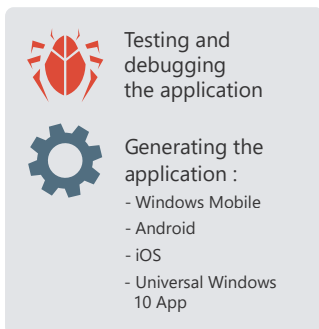 Testing and
debugging
the application
Generating the
application :
- Windows Mobile
- Android
- iOS
- Universal Windows
10 App